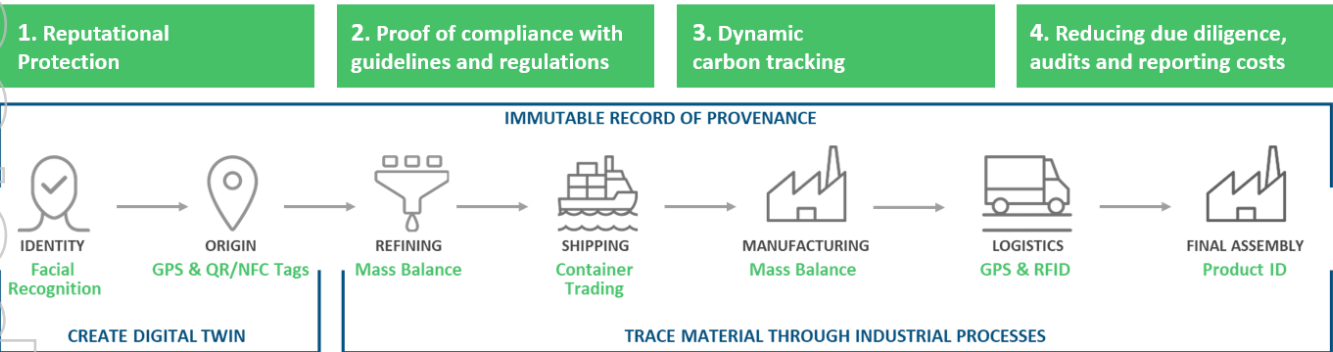 1. Reputational
Protection
2. Proof of compliance with
guidelines and regulations
3. Dynamic
carbon tracking
4. Reducing due diligence,
audits and reporting costs
IMMUTABLE RECORD OF PROVENANCE
IDENTITY
Facial
Recognition
ORIGIN
GPS & QR/NFC Tags
REFINING
Mass Balance
SHIPPING
Container
Trading
MANUFACTURING
Mass Balance
LOGISTICS
GPS & RFID
FINAL ASSEMBLY
Product ID
CREATE DIGITAL TWIN
TRACE MATERIAL THROUGH INDUSTRIAL PROCESSES